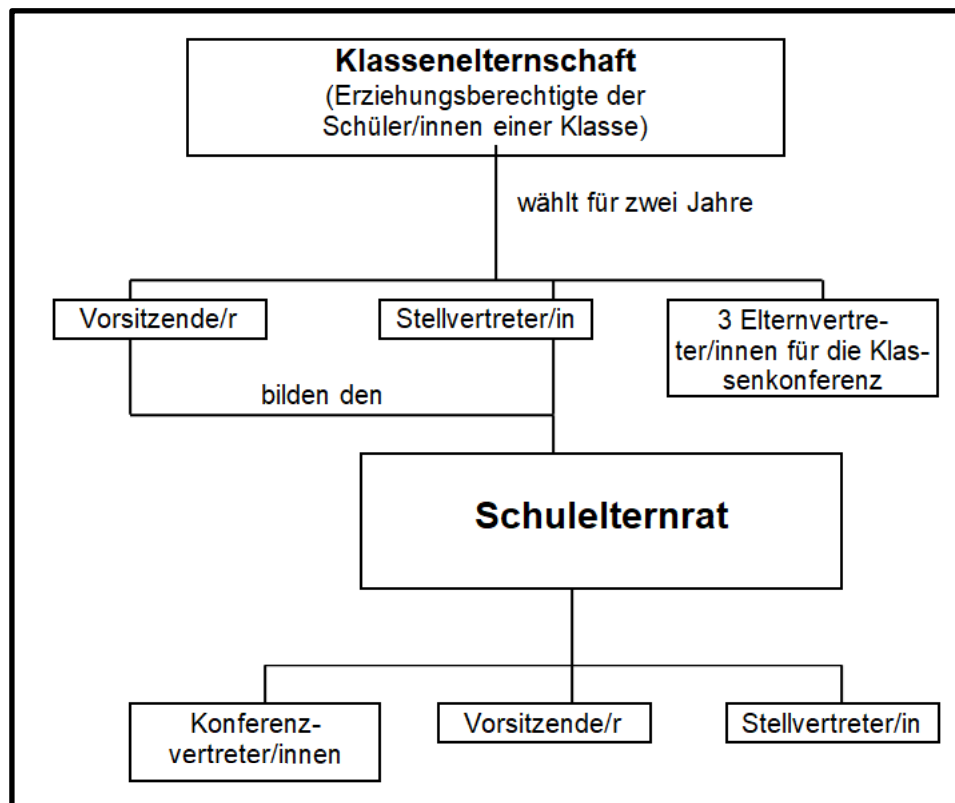 Klassenelternschaft
(Erziehungsberechtigte der
Schüler/innen einer Klasse)
wählt für zwei Jahre
Vorsitzende/r
Stellvertreter/in
3 Elternvertre-
ter/innen für die Klas-
senkonferenz
bilden den
Schulelternrat
Konferenz-
vertreter/innen
Vorsitzende/r
Stellvertreter/in